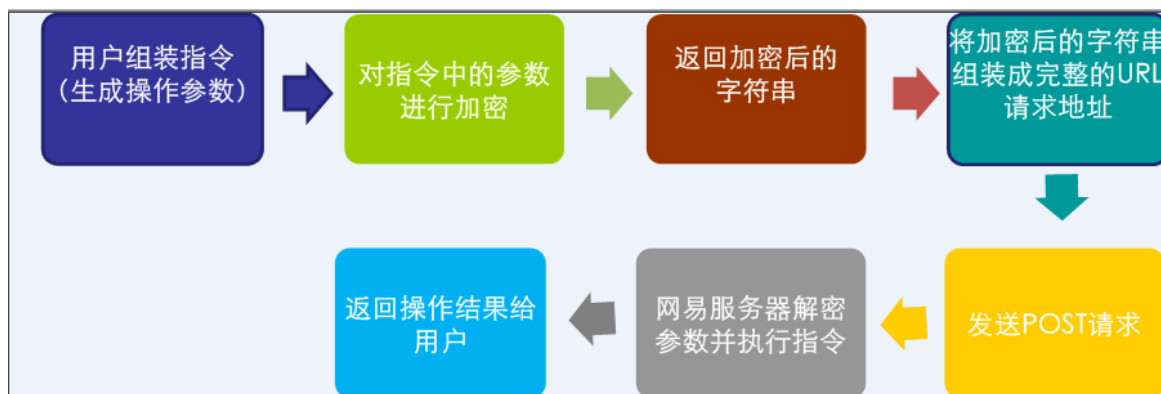 用户组装指令
（生成操作参数）
对指令中的参数
进行加密
返回加密后的
字符串
将加密后的字符串
组装成完整的URL
请求地址
发送POST请求
网易服务器解密
参数并执行指令
返回操作结果给
用户